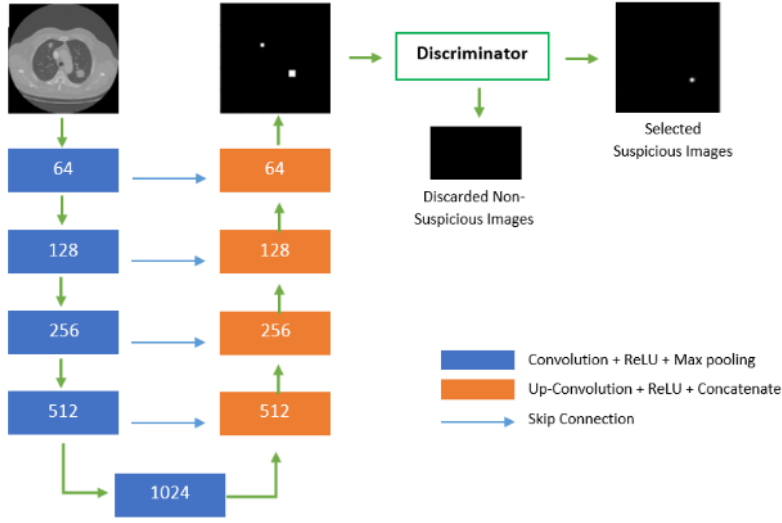 Discriminator
Selected
Suspicious Images
Discarded Non-
Suspicious Images
64
64
128
128
256
256
512
512
1024
Convolution + ReLU + Max pooling
Up-Convolution + ReLU + Concatenate
Skip Connection